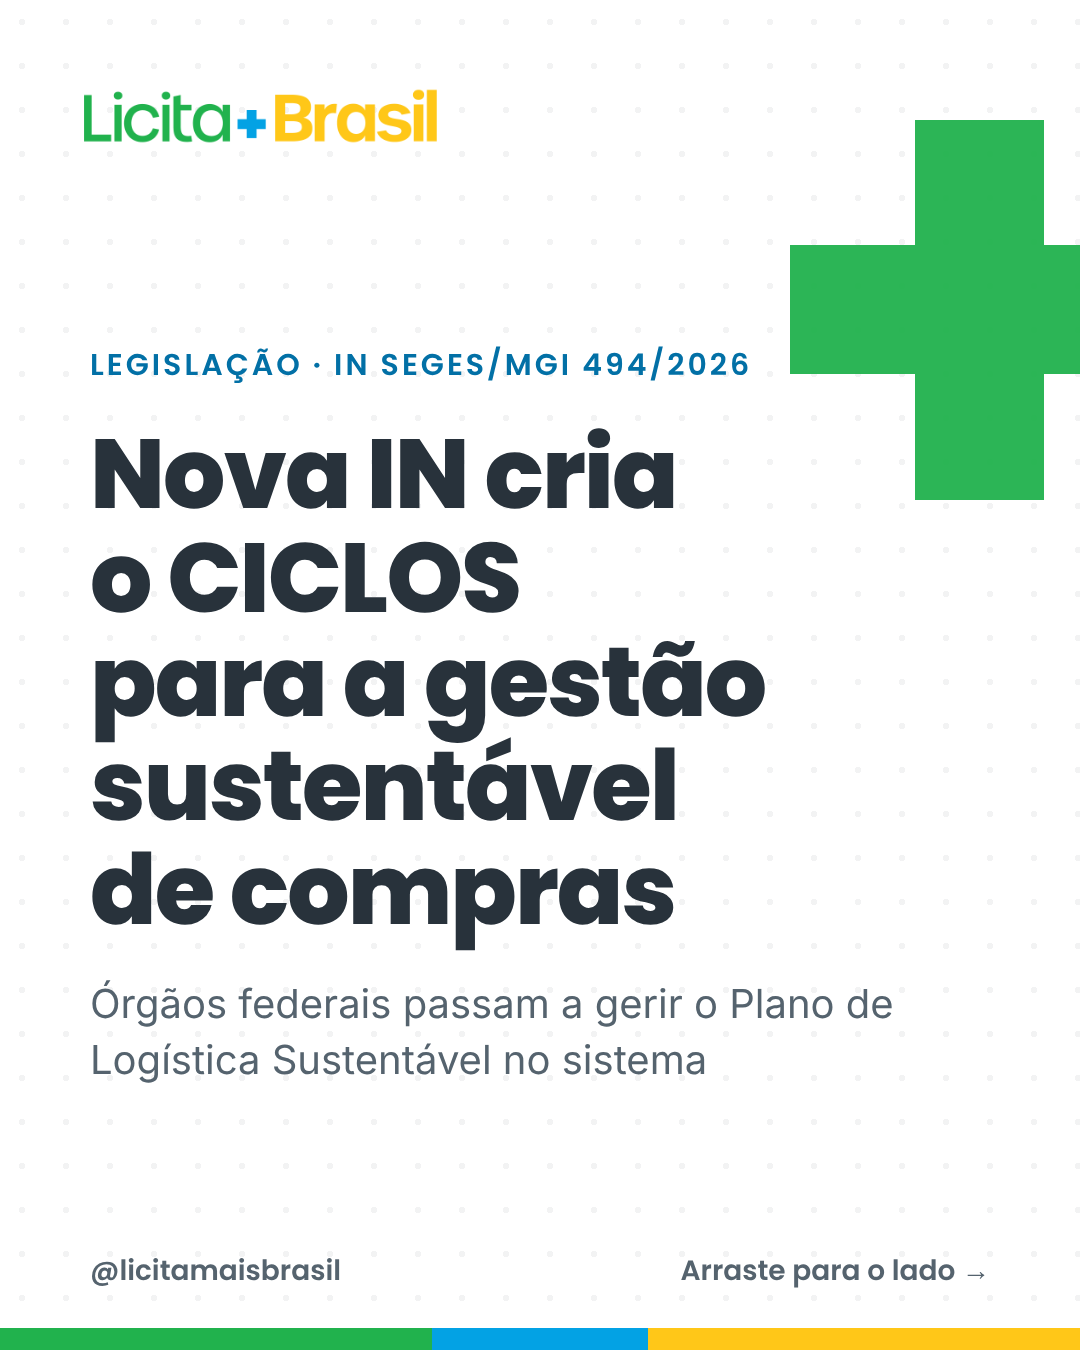 Licita+Brasil
LEGISLAÇÃO · IN SEGES/MGI 494/2026
Nova IN cria
o CICLOS
para a gestão
sustentável
de compras
Órgãos federais passam a gerir o Plano de
Logística Sustentável no sistema
@licitamaisbrasil
Arraste para o lado →